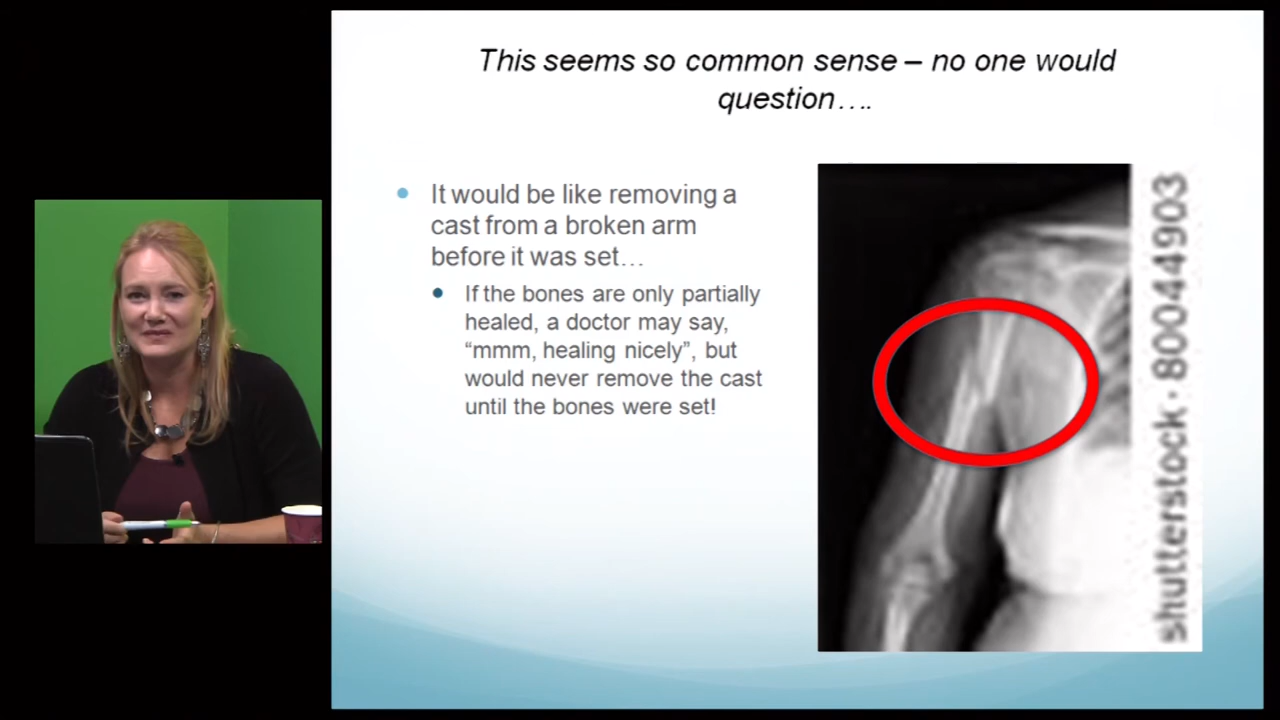 This seems so common sense – no one would
question….
• It would be like removing a
cast from a broken arm
before it was set…
• If the bones are only partially
healed, a doctor may say,
“mmm, healing nicely”, but
would never remove the cast
until the bones were set!
shutterstock · 80044903